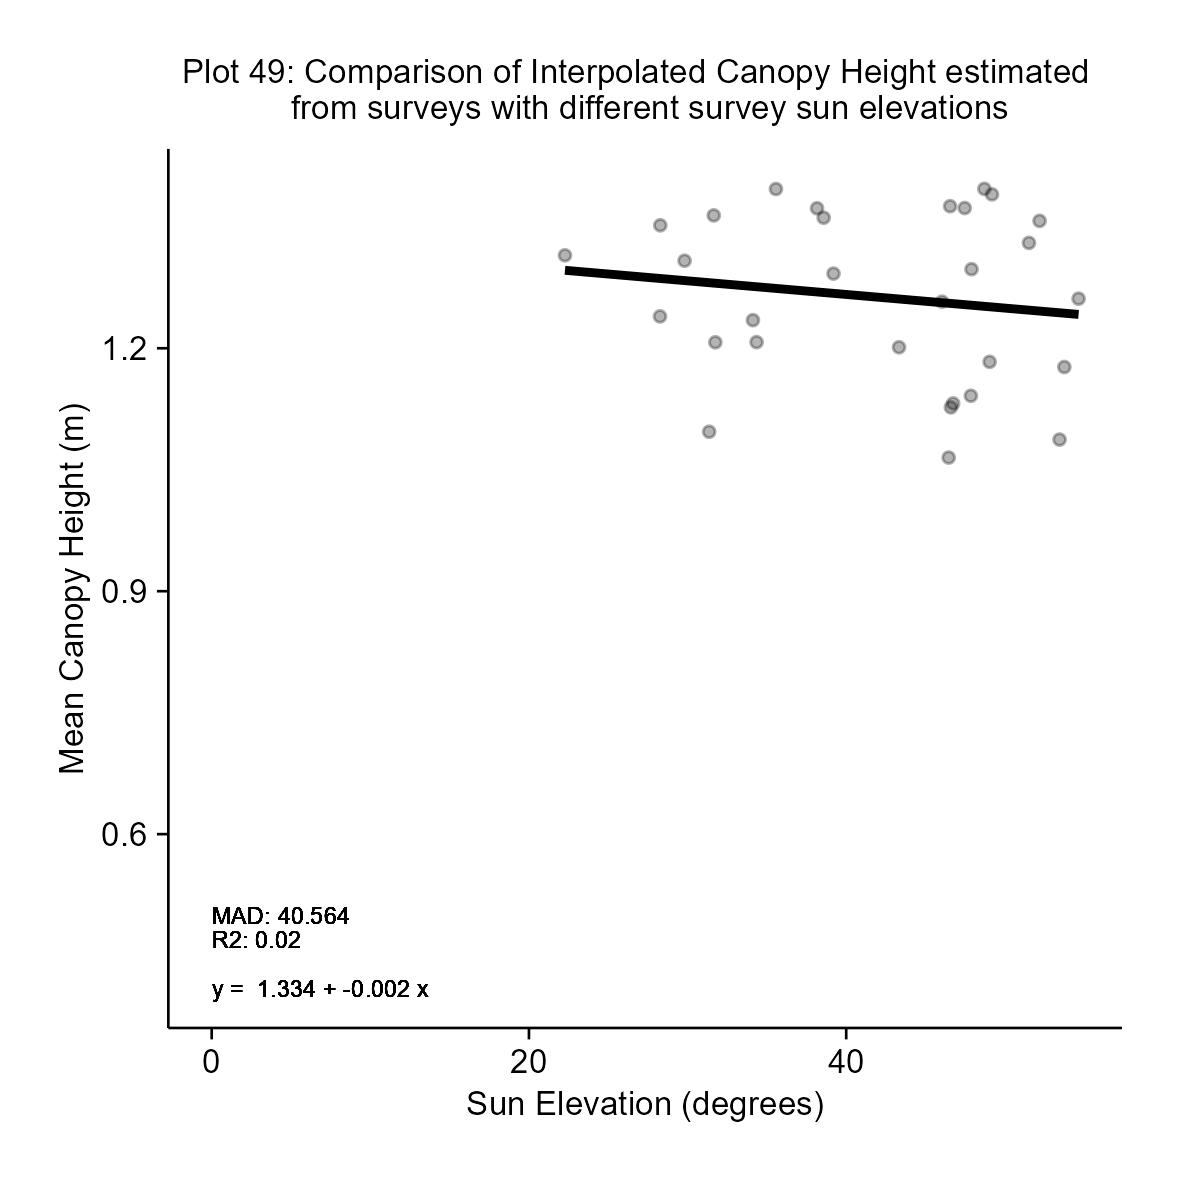 Plot 49: Comparison of Interpolated Canopy Height estimated
from surveys with different survey sun elevations
Mean Canopy Height (m)
1.2
0.9
0.6
MAD: 40.564
R2: 0.02
y =  1.334 + -0.002 x
0
20
40
Sun Elevation (degrees)